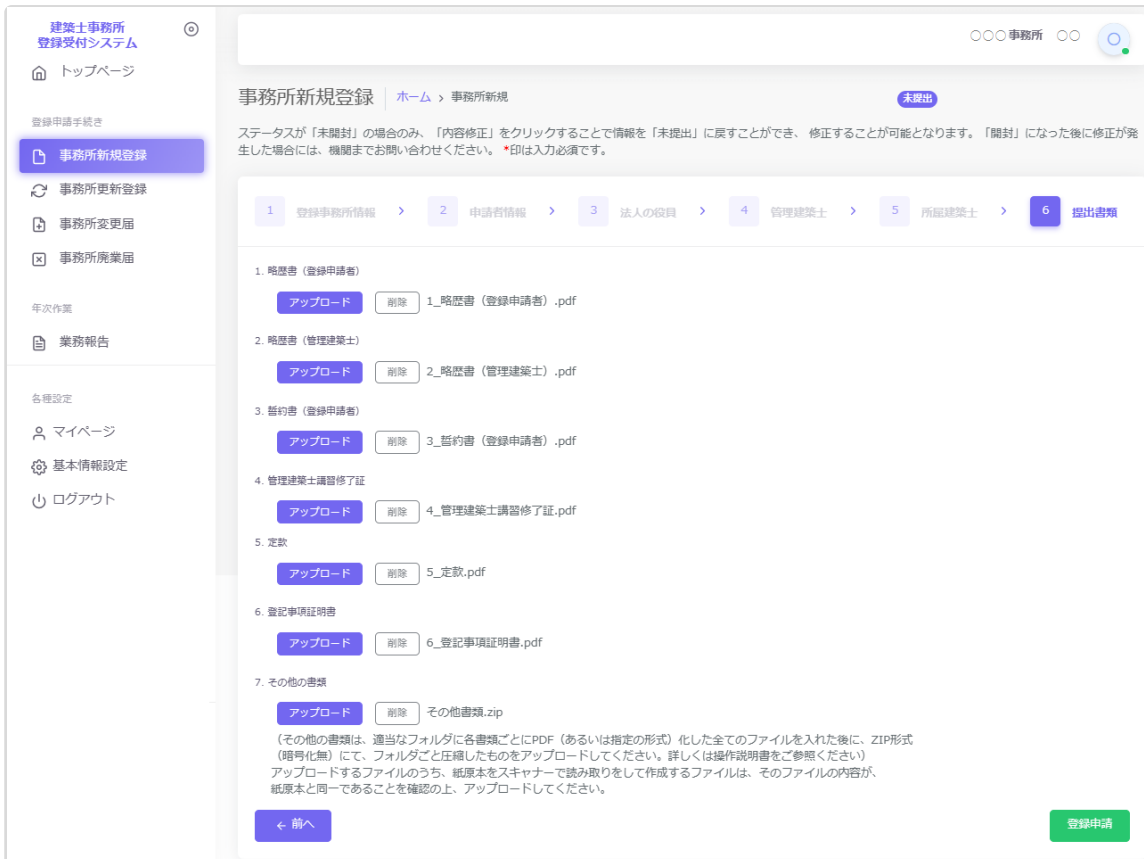 建築士事務所
登録受付システム
トップページ
登録申請手続き
事務所新規登録
事務所更新登録
事務所変更届
事務所廃業届
年次作業
業務報告
各種設定
マイページ
基本情報設定
ログアウト
○○○事務所 ○○
事務所新規登録 ホーム › 事務所新規 未提出
ステータスが「未開封」の場合のみ、「内容修正」をクリックすることで情報を「未提出」に戻すことができ、 修正することが可能となります。「開封」になった後に修正が発
生した場合には、機関までお問い合わせください。 *印は入力必須です。
1 登録事務所情報 › 2 申請者情報 › 3 法人の役員 › 4 管理建築士 › 5 所属建築士 › 6 提出書類
1. 略歴書（登録申請者）
アップロード 削除 1_略歴書（登録申請者）.pdf
2. 略歴書（管理建築士）
アップロード 削除 2_略歴書（管理建築士）.pdf
3. 誓約書（登録申請者）
アップロード 削除 3_誓約書（登録申請者）.pdf
4. 管理建築士講習修了証
アップロード 削除 4_管理建築士講習修了証.pdf
5. 定款
アップロード 削除 5_定款.pdf
6. 登記事項証明書
アップロード 削除 6_登記事項証明書.pdf
7. その他の書類
アップロード 削除 その他書類.zip
（その他の書類は、適当なフォルダに各書類ごとにPDF（あるいは指定の形式）化した全てのファイルを入れた後に、ZIP形式
（暗号化無）にて、フォルダごと圧縮したものをアップロードしてください。詳しくは操作説明書をご参照ください）
アップロードするファイルのうち、紙原本をスキャナーで読み取りをして作成するファイルは、そのファイルの内容が、
紙原本と同一であることを確認の上、アップロードしてください。
← 前へ 登録申請